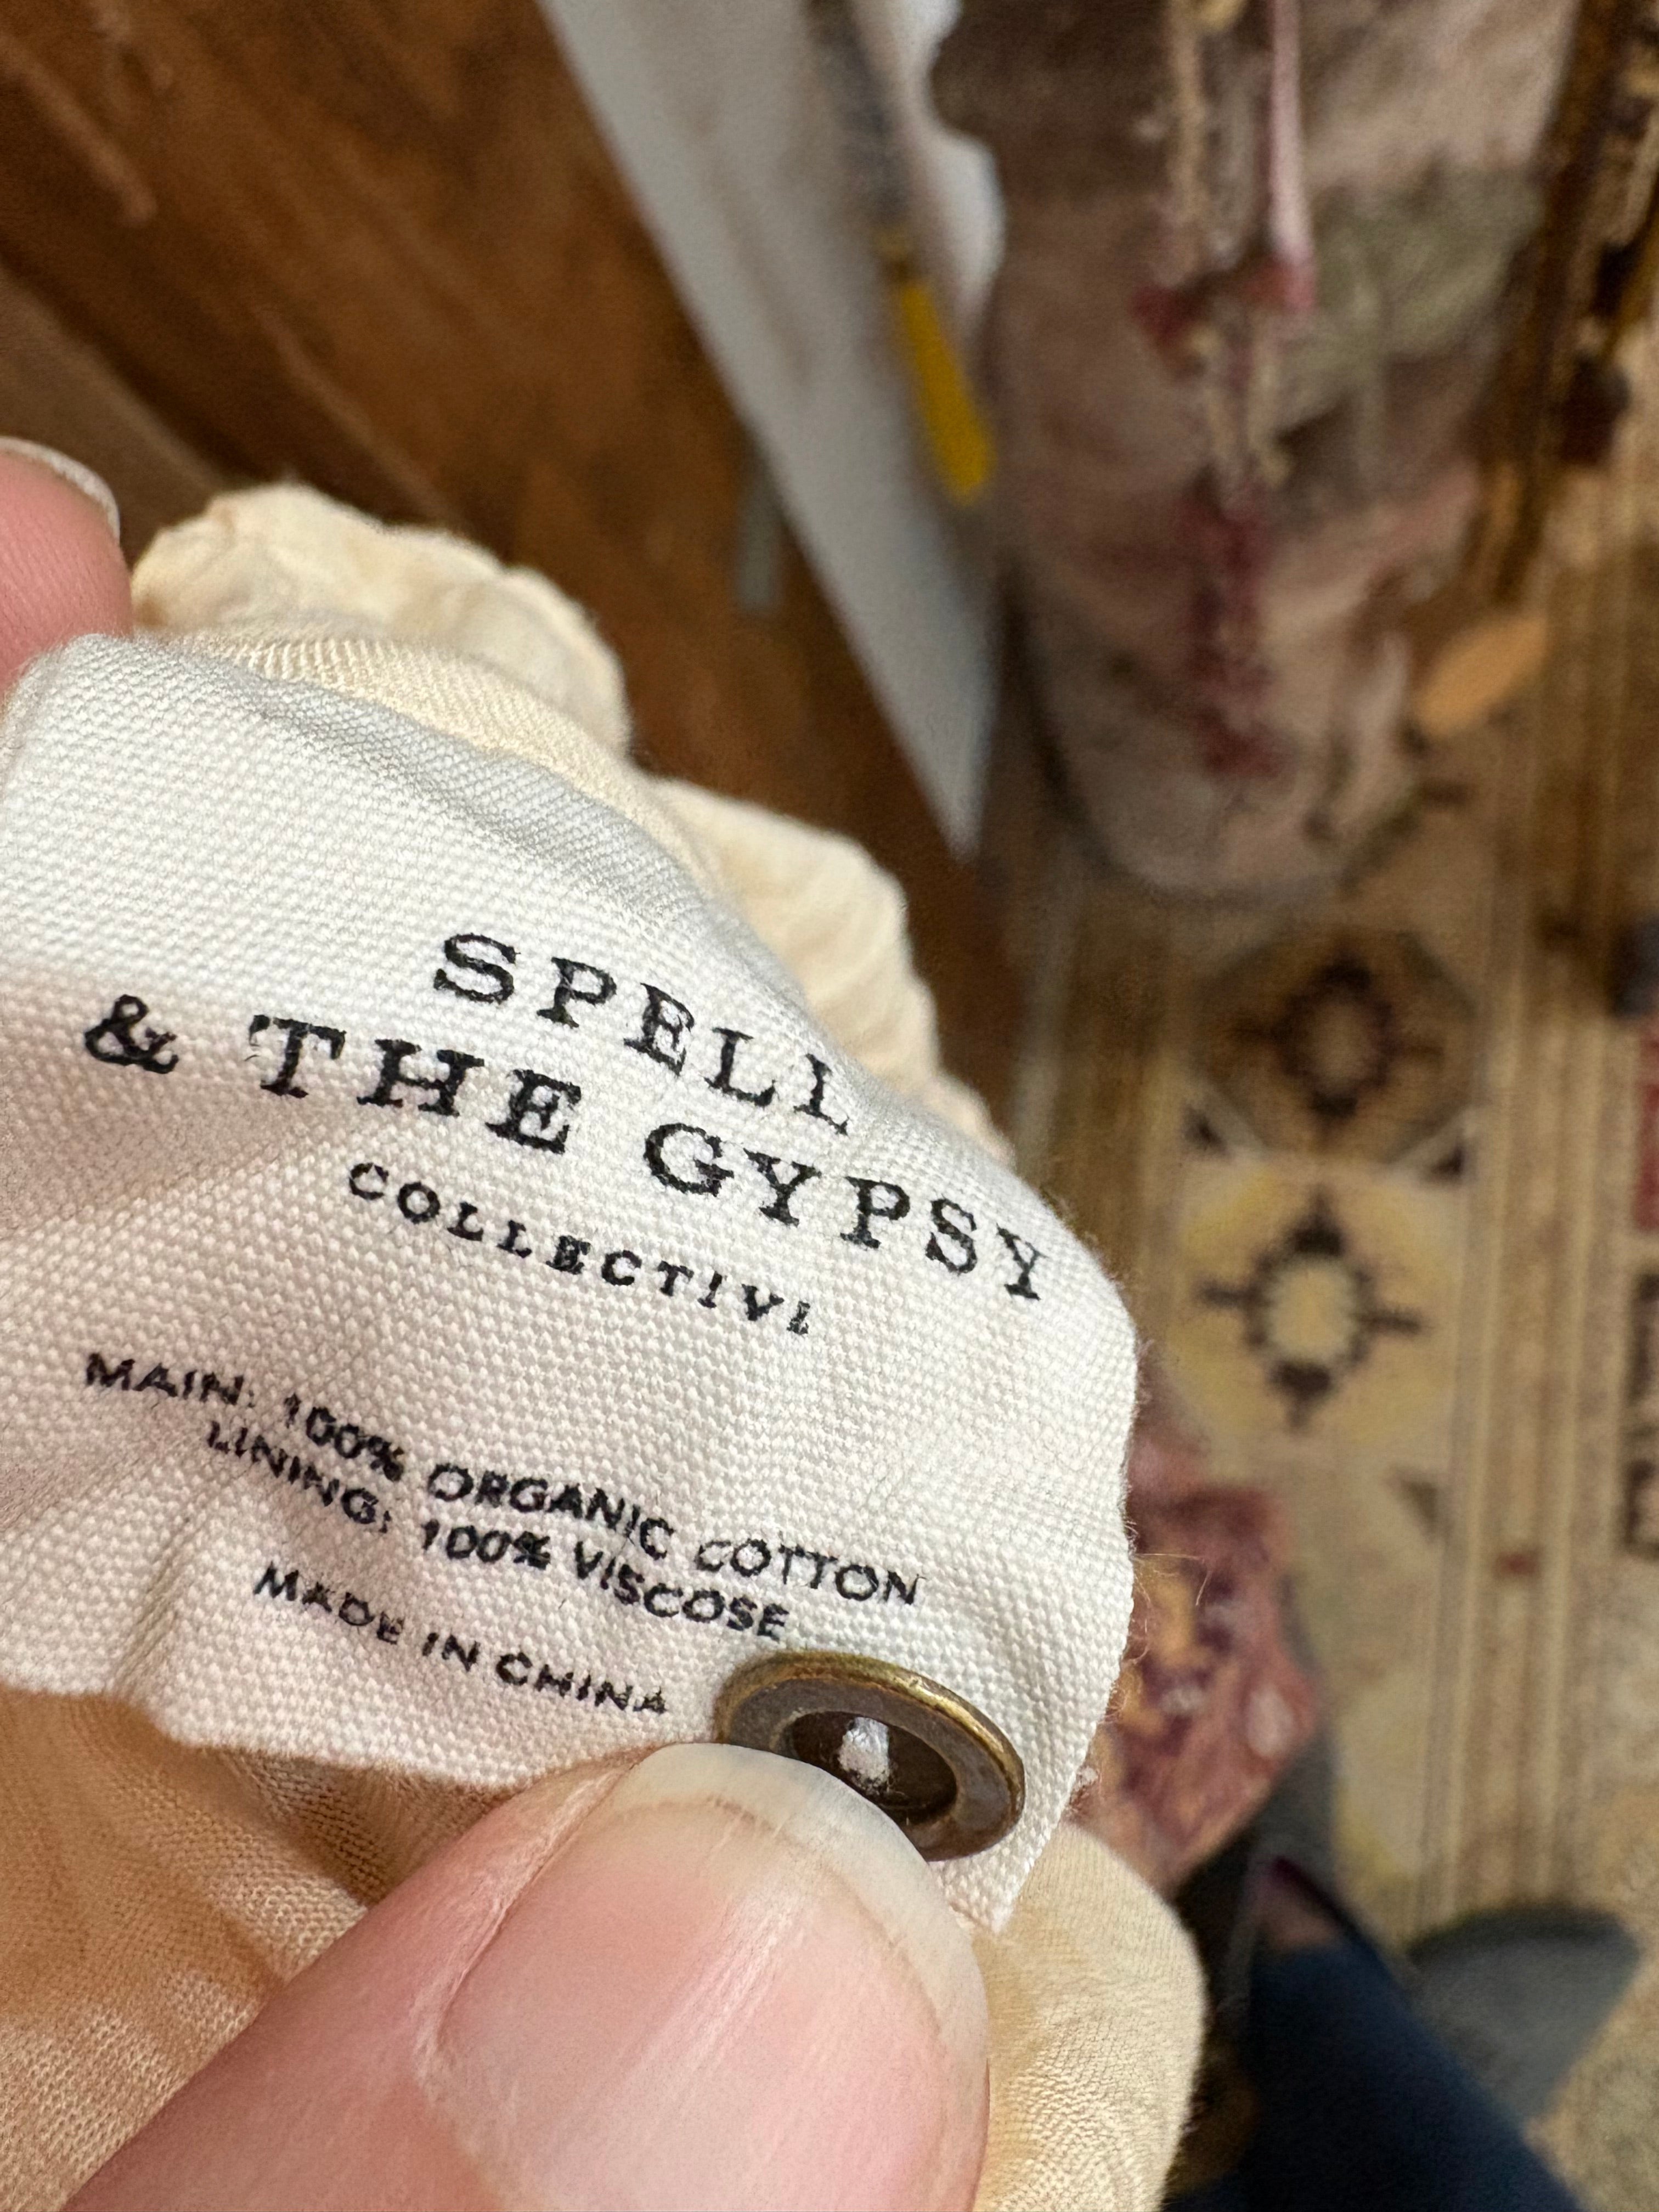 SPELL
& THE GYPSY
COLLECTIVE
MAIN: 100% ORGANIC COTTON
LINING: 100% VISCOSE
MADE IN CHINA